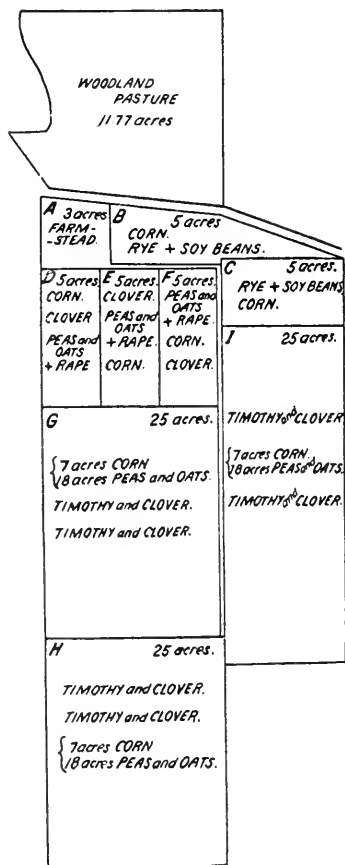 WOODLAND
PASTURE
11.77 acres
A 3 acres
FARM-
-STEAD.
B 5 acres
CORN.
RYE + SOY BEANS.
C 5 acres.
RYE + SOY BEANS
CORN.
D 5 acres.
CORN.
CLOVER
PEAS and
OATS
+ RAPE
E 5 acres.
CLOVER.
PEAS and
OATS
+ RAPE.
CORN.
F 5 acres.
PEAS and
OATS
+ RAPE.
CORN.
CLOVER.
I 25 acres.
TIMOTHY and CLOVER.
{7 acres CORN.
18 acres PEAS and OATS.
TIMOTHY and CLOVER.
G 25 acres.
{7 acres CORN
18 acres PEAS and OATS.
TIMOTHY and CLOVER.
TIMOTHY and CLOVER.
H 25 acres.
TIMOTHY and CLOVER.
TIMOTHY and CLOVER.
{7 acres CORN
18 acres PEAS and OATS.